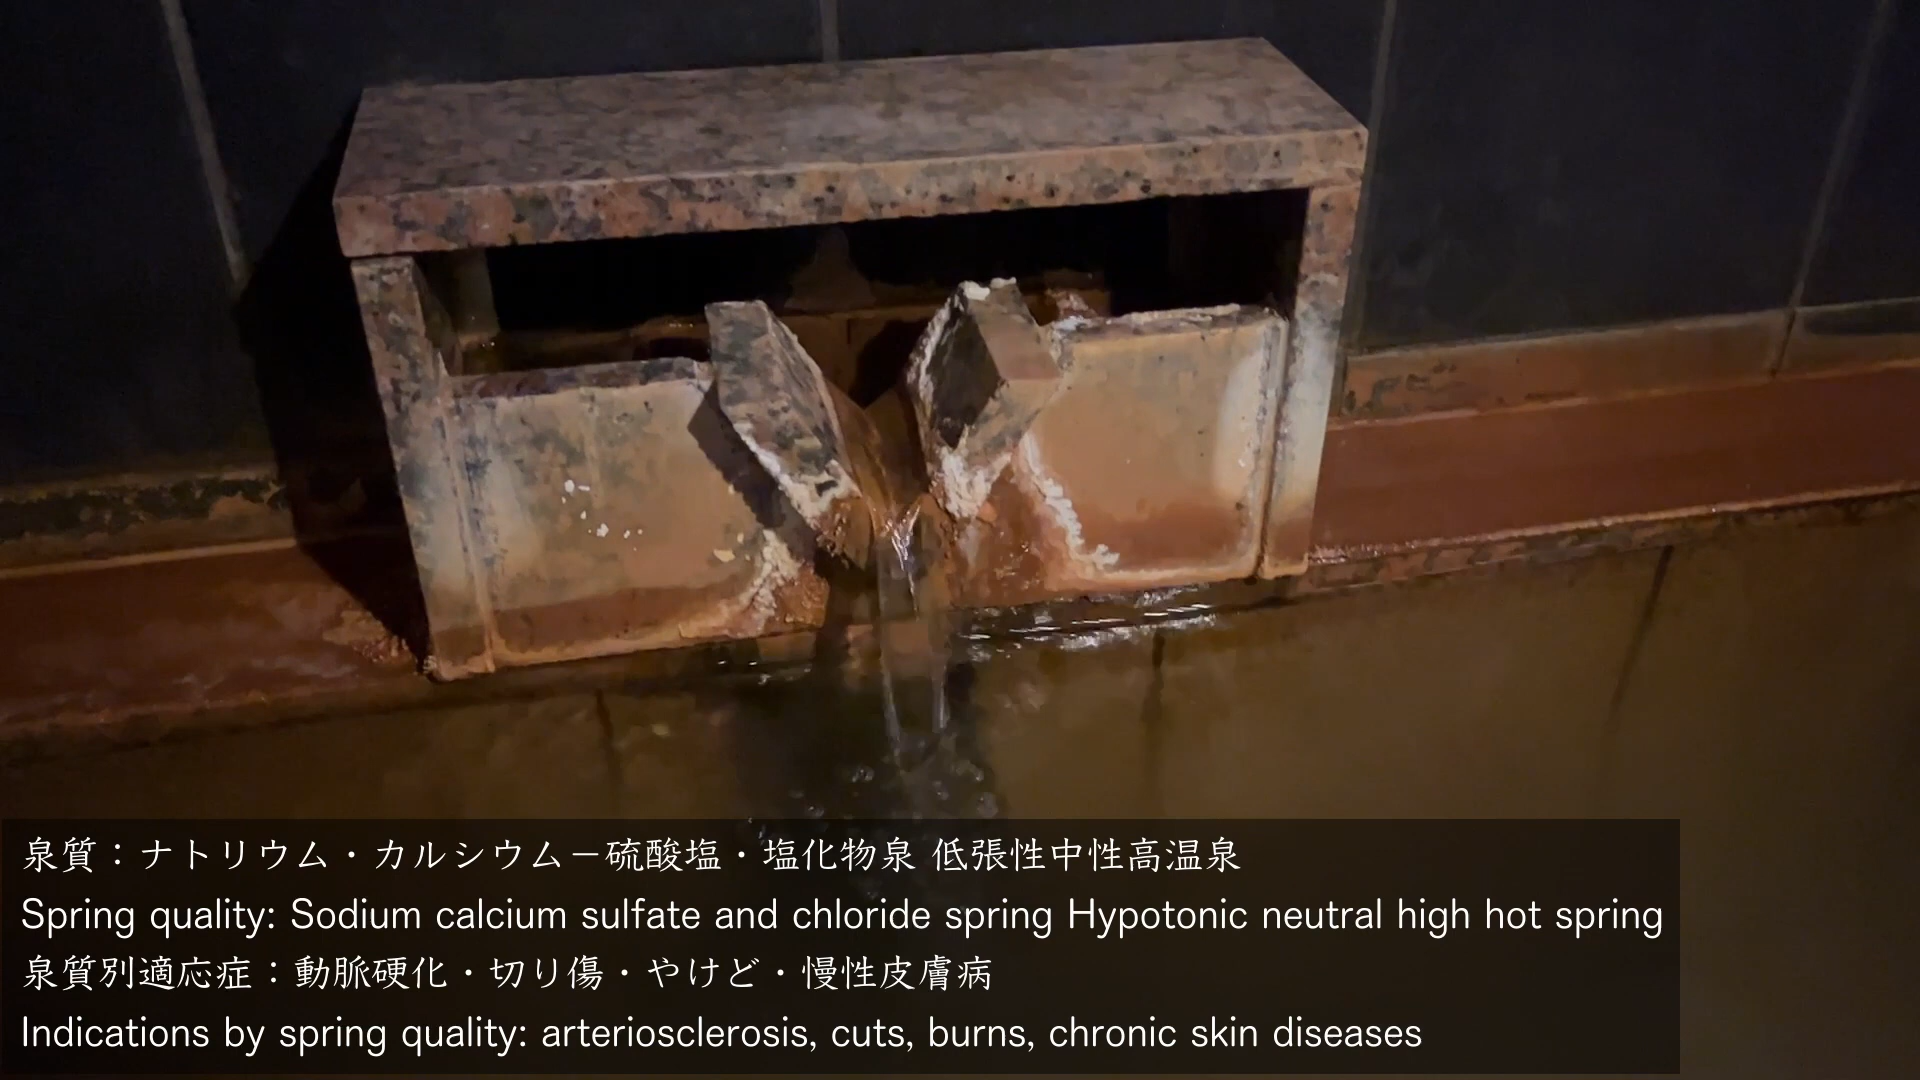 泉質：ナトリウム・カルシウム－硫酸塩・塩化物泉 低張性中性高温泉
Spring quality: Sodium calcium sulfate and chloride spring Hypotonic neutral high hot spring
泉質別適応症：動脈硬化・切り傷・やけど・慢性皮膚病
Indications by spring quality: arteriosclerosis, cuts, burns, chronic skin diseases